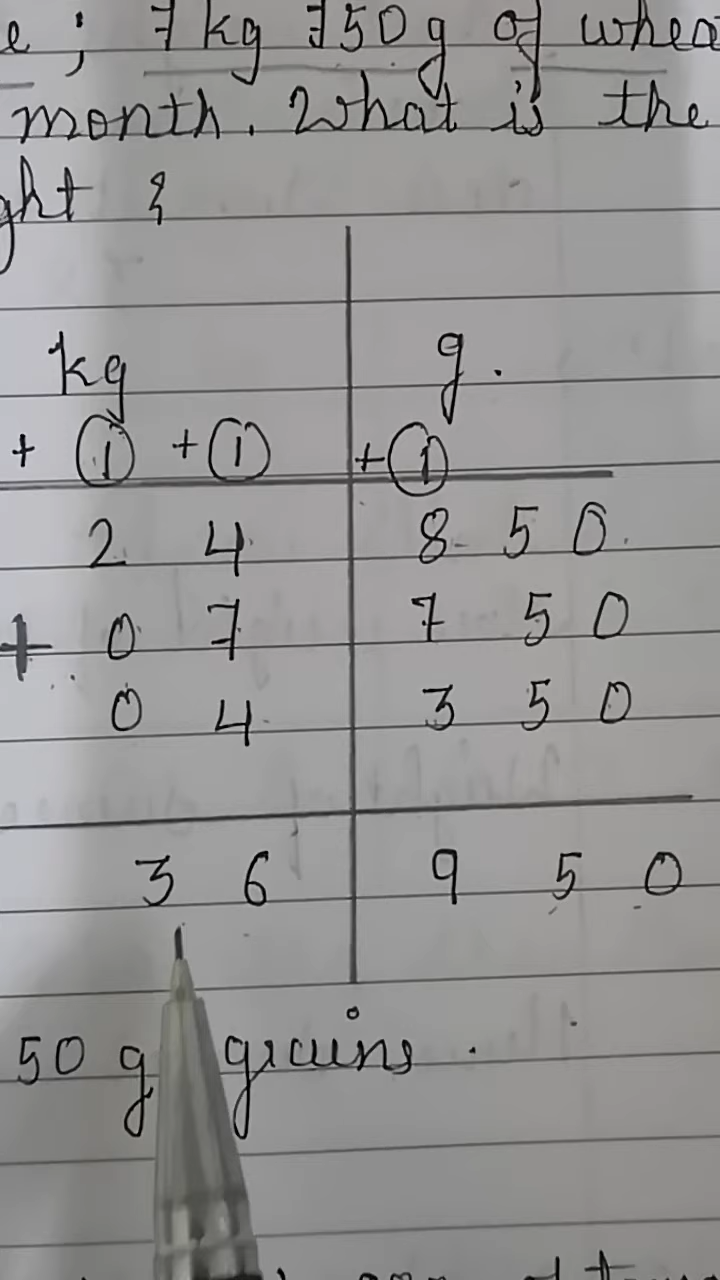 e ; 7 kg 750 g of whea
month. What is the
ght ?
kg g.
+ 1 + 1 + 1
2 4 8 5 0
+ 0 7 7 5 0
0 4 3 5 0
3 6 9 5 0
50 g grains.